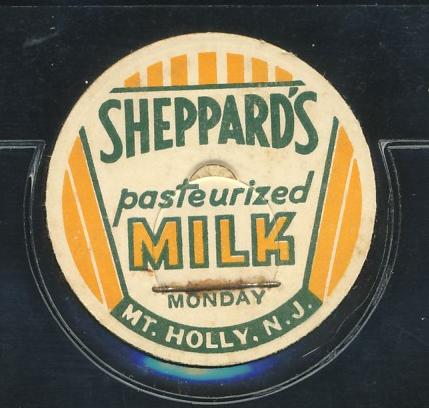 SHEPPARD'S
pasteurized
MILK
MONDAY
MT. HOLLY, N.J.